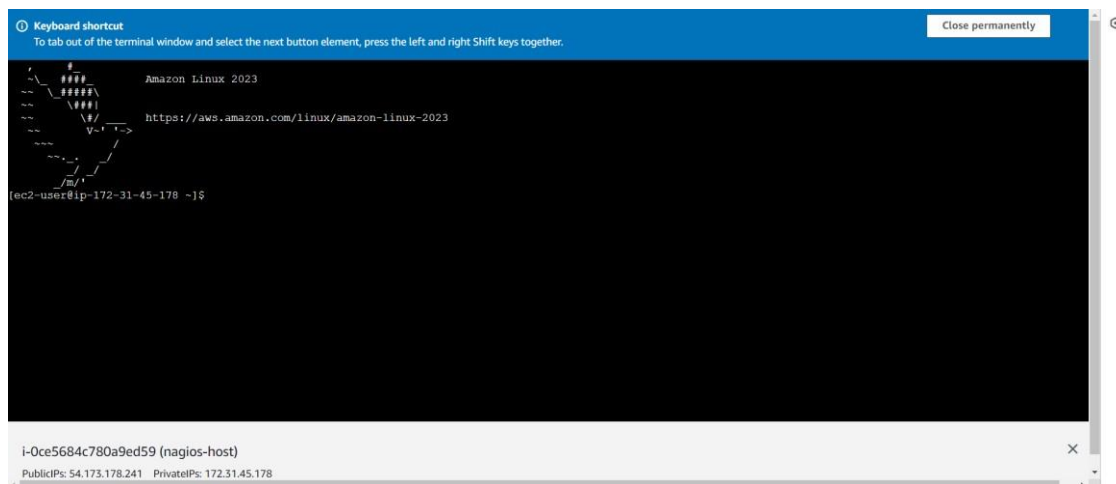 Keyboard shortcut
Close permanently
To tab out of the terminal window and select the next button element, press the left and right Shift keys together.
   ,     #_
   ~\_  ####_        Amazon Linux 2023
  ~~  \_#####\
  ~~     \###|
  ~~       \#/ ___   https://aws.amazon.com/linux/amazon-linux-2023
   ~~       V~' '->
    ~~~         /
      ~~._.   _/
         _/ _/
       _/m/'
[ec2-user@ip-172-31-45-178 ~]$
i-0ce5684c780a9ed59 (nagios-host)
PublicIPs: 54.173.178.241 PrivateIPs: 172.31.45.178